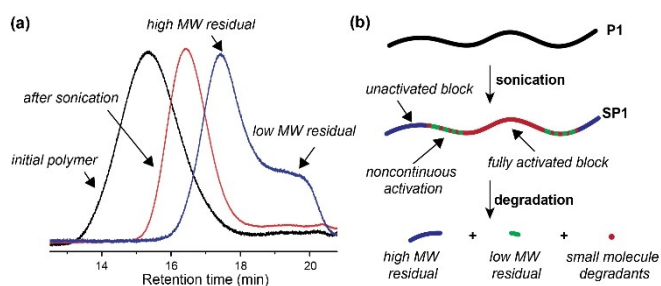 (a)
high MW residual
after sonication
low MW residual
initial polymer
14 16 18 20
Retention time (min)
(b)
P1
sonication
unactivated block
SP1
noncontinuous
activation
fully activated block
degradation
+ +
high MW
residual
low MW
residual
small molecule
degradants